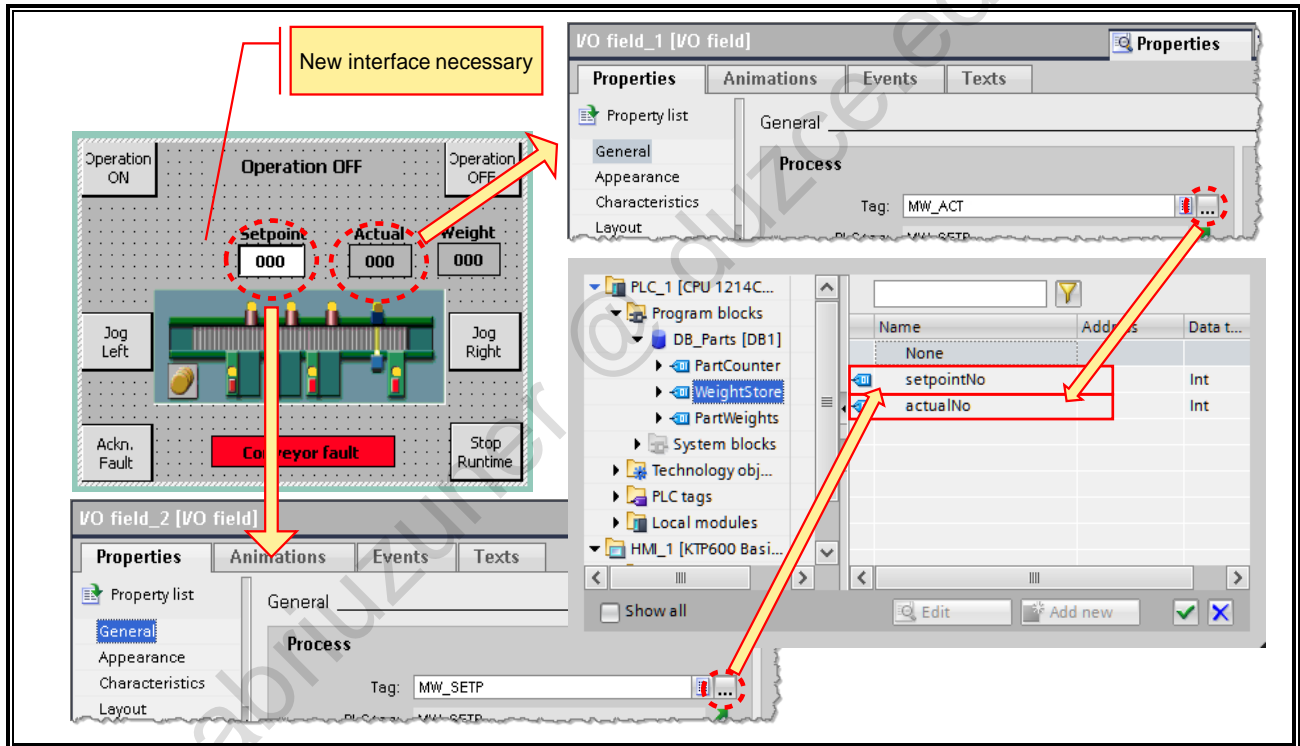 New interface necessary
Operation
ON
Operation OFF
Operation
OFF
Setpoint Actual Weight
000 000 000
Jog
Left
Jog
Right
Ackn.
Fault
Conveyor fault
Stop
Runtime
I/O field_1 [I/O field]
Properties
Properties Animations Events Texts
Property list
General
General
Process
Appearance
Characteristics
Tag: MW_ACT
...
Layout
PLC_1 [CPU 1214C...
Program blocks
DB_Parts [DB1]
PartCounter
WeightStore
PartWeights
System blocks
Technology obj...
PLC tags
Local modules
HMI_1 [KTP600 Basi...
Name Address Data t...
None
setpointNo Int
actualNo Int
Show all
Edit
Add new
I/O field_2 [I/O field]
Properties Animations Events Texts
Property list
General
General
Process
Appearance
Characteristics
Tag: MW_SETP
...
Layout